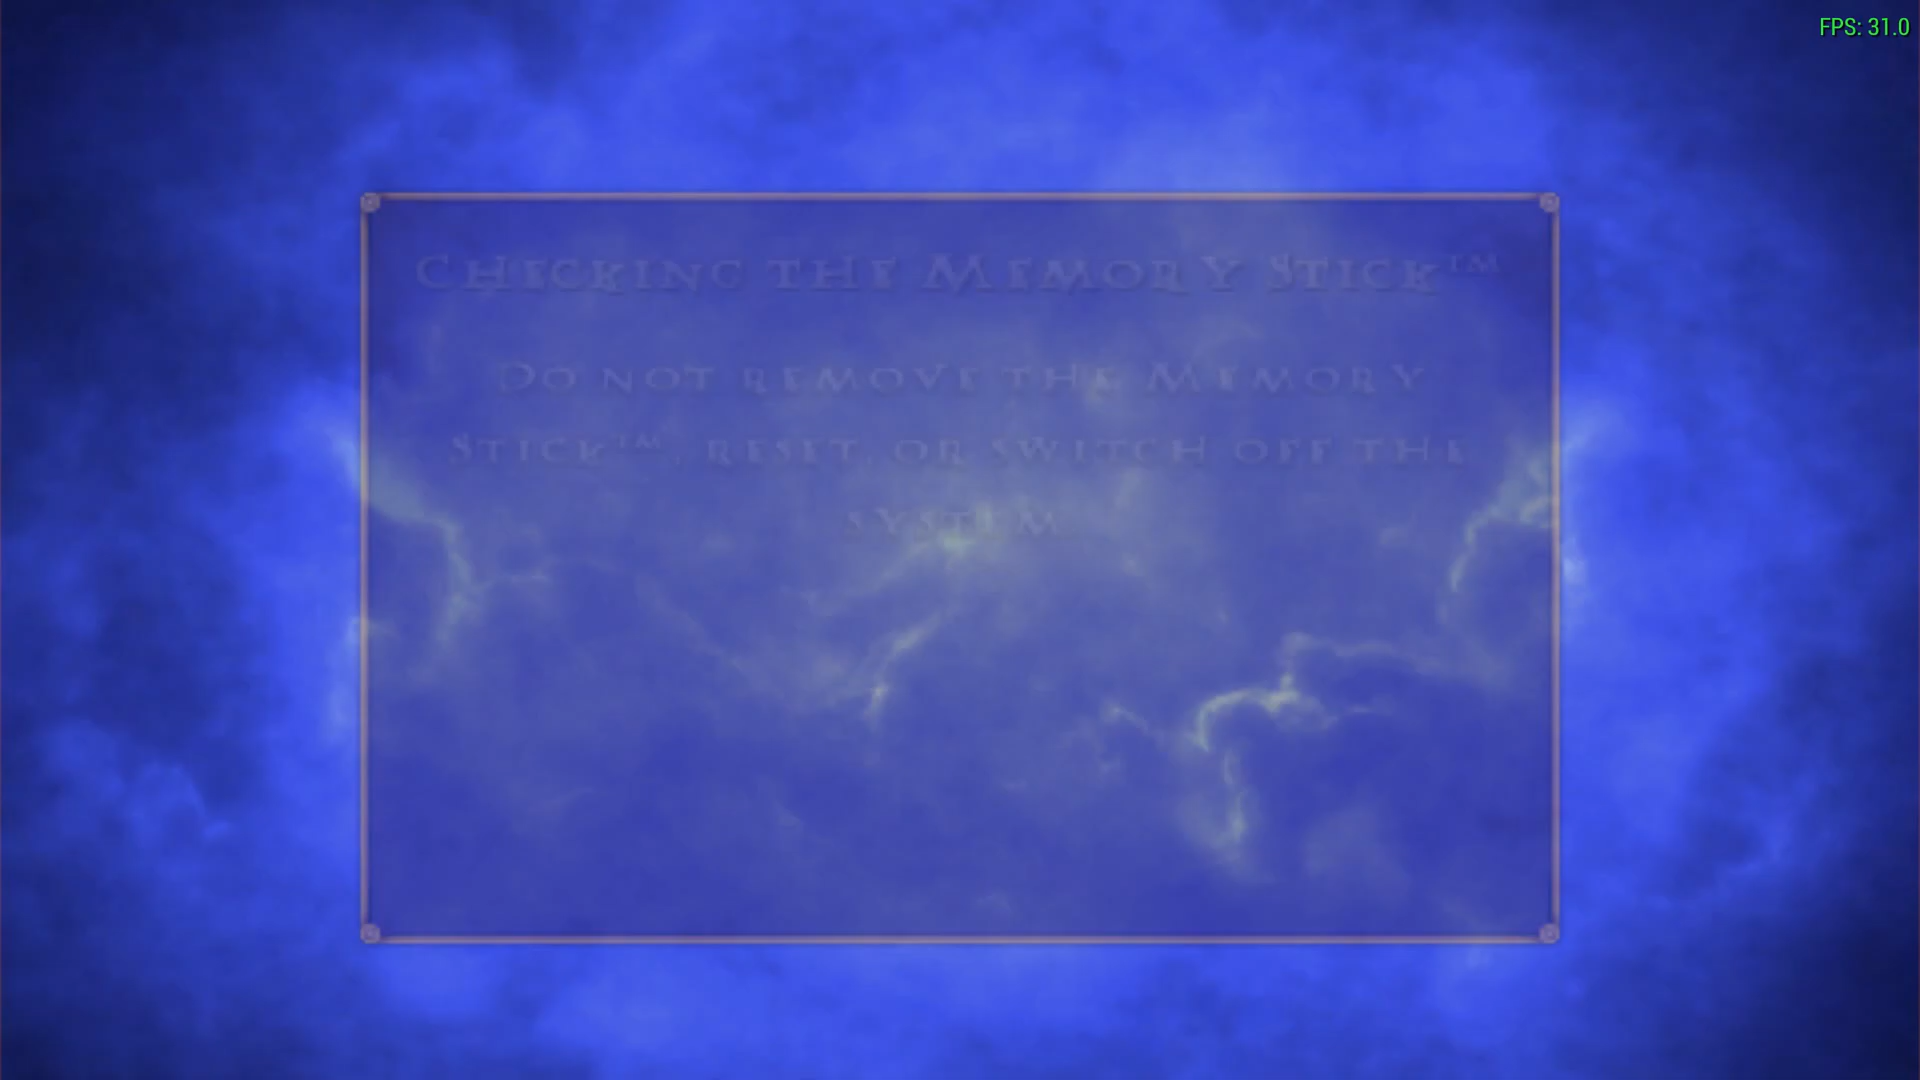 FPS: 31.0
CHECKING THE MEMORY STICK™
DO NOT REMOVE THE MEMORY
STICK™, RESET, OR SWITCH OFF THE
SYSTEM